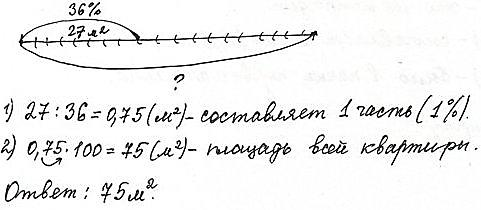 36%
27 м²
?
1) 27 : 36 = 0,75 (м²) - составляет 1 часть (1%).
2) 0,75 · 100 = 75 (м²) - площадь всей квартиры.
Ответ: 75 м².